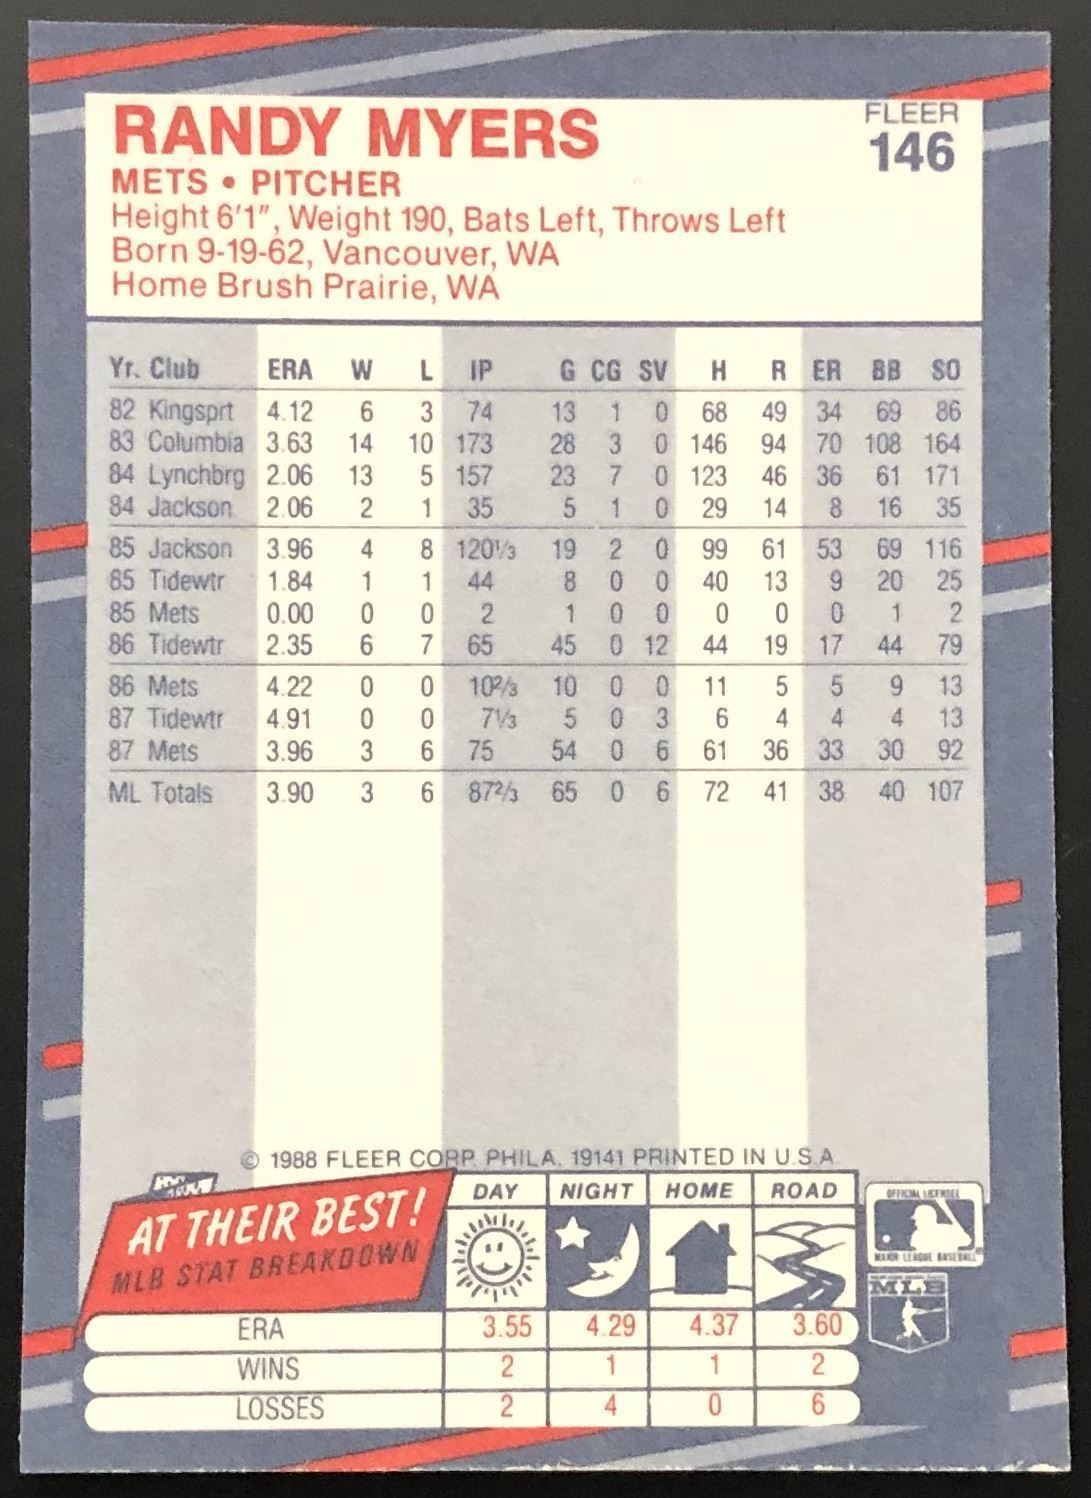 RANDY MYERS
FLEER
146
METS • PITCHER
Height 6'1", Weight 190, Bats Left, Throws Left
Born 9-19-62, Vancouver, WA
Home Brush Prairie, WA
Yr. Club ERA W L IP G CG SV H R ER BB SO
82 Kingsprt 4.12 6 3 74 13 1 0 68 49 34 69 86
83 Columbia 3.63 14 10 173 28 3 0 146 94 70 108 164
84 Lynchbrg 2.06 13 5 157 23 7 0 123 46 36 61 171
84 Jackson 2.06 2 1 35 5 1 0 29 14 8 16 35
85 Jackson 3.96 4 8 120⅓ 19 2 0 99 61 53 69 116
85 Tidewtr 1.84 1 1 44 8 0 0 40 13 9 20 25
85 Mets 0.00 0 0 2 1 0 0 0 0 0 1 2
86 Tidewtr 2.35 6 7 65 45 0 12 44 19 17 44 79
86 Mets 4.22 0 0 10⅔ 10 0 0 11 5 5 9 13
87 Tidewtr 4.91 0 0 7⅓ 5 0 3 6 4 4 4 13
87 Mets 3.96 3 6 75 54 0 6 61 36 33 30 92
ML Totals 3.90 3 6 87⅔ 65 0 6 72 41 38 40 107
© 1988 FLEER CORP. PHILA. 19141 PRINTED IN U.S.A.
AT THEIR BEST!
MLB STAT BREAKDOWN
DAY NIGHT HOME ROAD
OFFICIAL LICENSEE
MAJOR LEAGUE BASEBALL
MLB
ERA 3.55 4.29 4.37 3.60
WINS 2 1 1 2
LOSSES 2 4 0 6